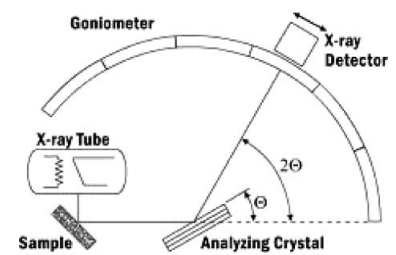 Goniometer
X-ray
Detector
X-ray Tube
2Θ
Θ
Sample
Analyzing Crystal